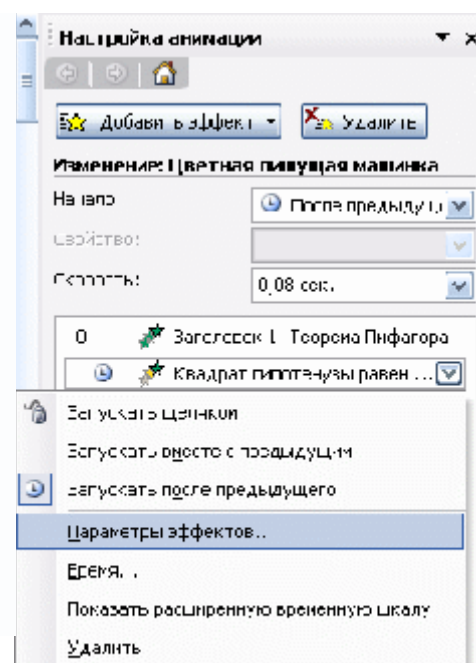 Настройка анимации
Добавить эффект
Удалить
Изменение: Цветная пишущая машинка
Начало
После предыду
Свойство:
Скорость:
0,08 сек.
0 Заголовок 1 Теорема Пифагора
Квадрат гипотенузы равен ...
Запускать щелчком
Запускать вместе с предыдущим
Запускать после предыдущего
Параметры эффектов..
Время...
Показать расширенную временную шкалу
Удалить